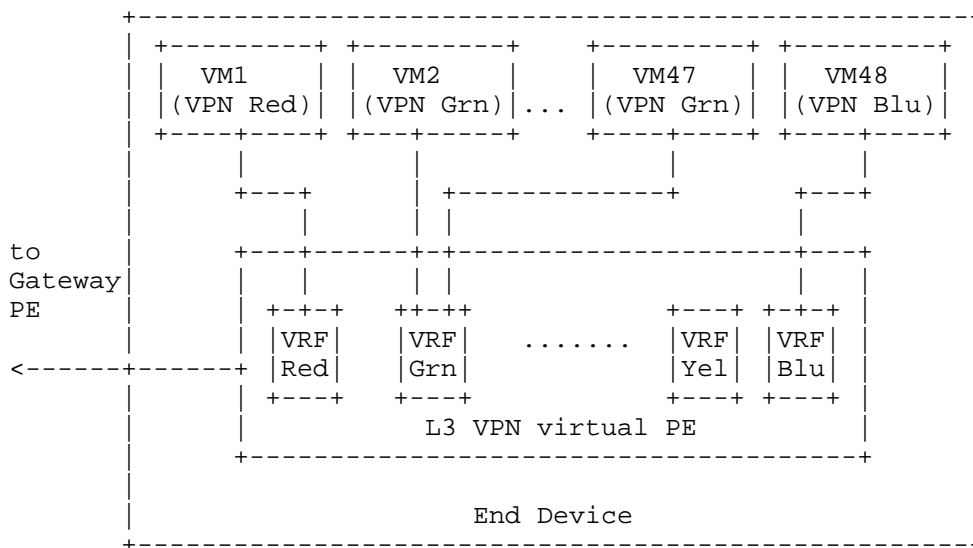 VM1 VM2 VM47 VM48
(VPN Red) (VPN Grn) ... (VPN Grn) (VPN Blu)
to
Gateway
PE
VRF VRF ....... VRF VRF
Red Grn Yel Blu
L3 VPN virtual PE
End Device